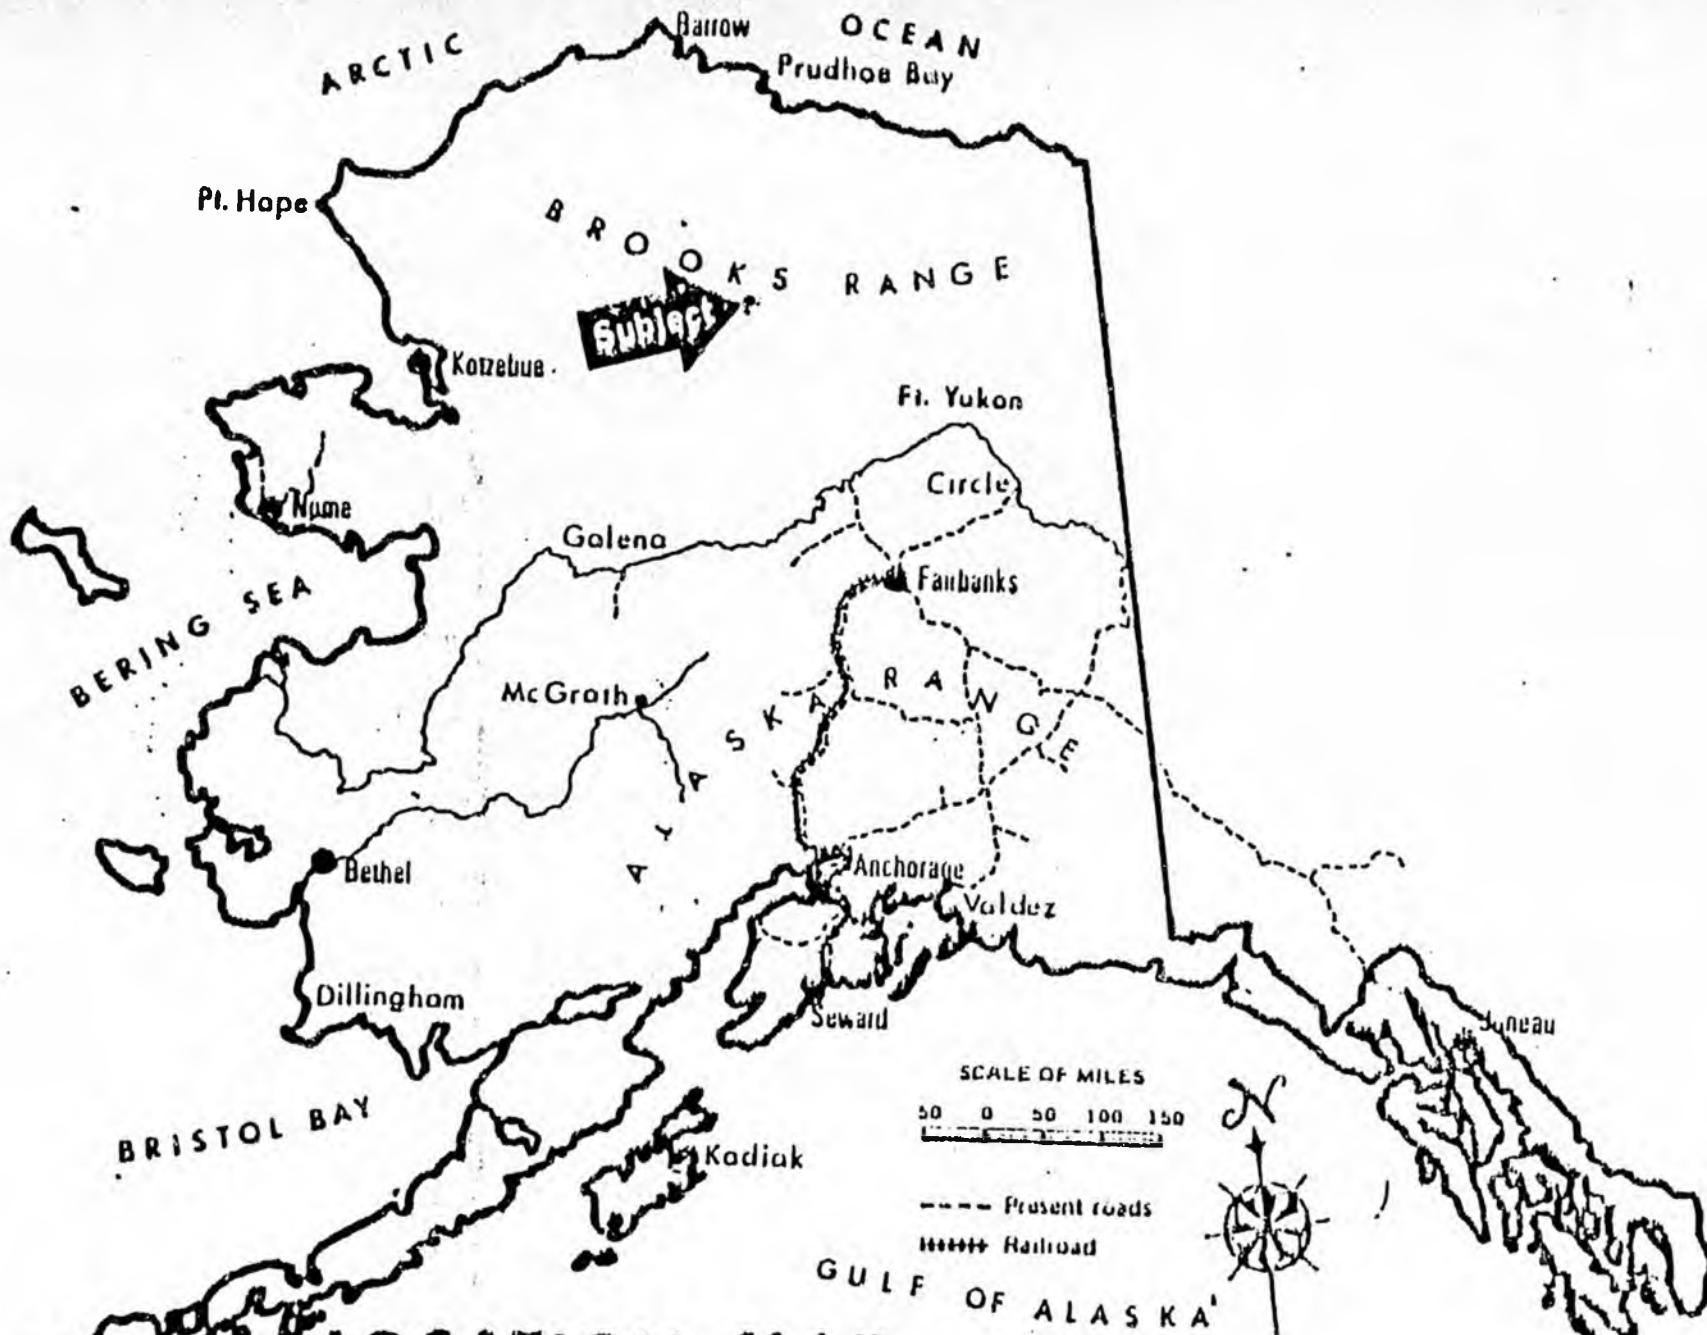 ARCTIC OCEAN
Barrow
Prudhoe Bay
Pt. Hope
BROOKS RANGE
Subject
Kotzebue
Ft. Yukon
Circle
Nome
Galena
Fairbanks
BERING SEA
McGrath
ALASKA RANGE
Bethel
Anchorage
Valdez
Dillingham
Seward
Juneau
SCALE OF MILES
50 0 50 100 150
N
BRISTOL BAY
Kodiak
Present roads
Railroad
GULF OF ALASKA